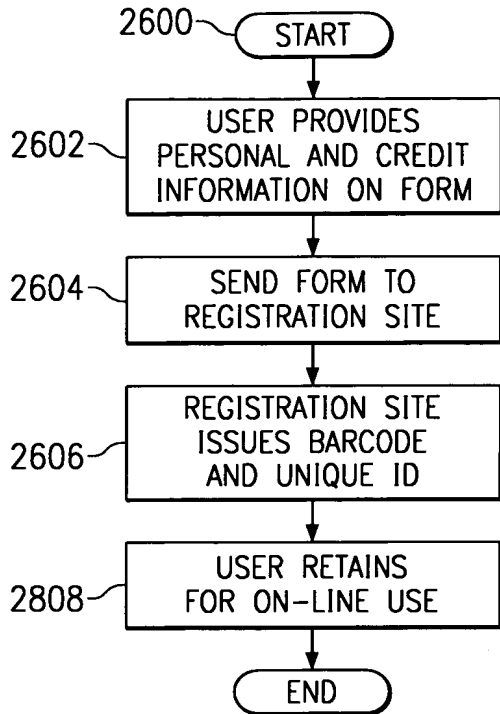 2600
START
2602
USER PROVIDES
PERSONAL AND CREDIT
INFORMATION ON FORM
2604
SEND FORM TO
REGISTRATION SITE
2606
REGISTRATION SITE
ISSUES BARCODE
AND UNIQUE ID
2808
USER RETAINS
FOR ON-LINE USE
END